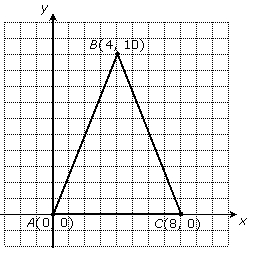 y
B(4, 10)
A(0, 0)
C(8, 0)
x